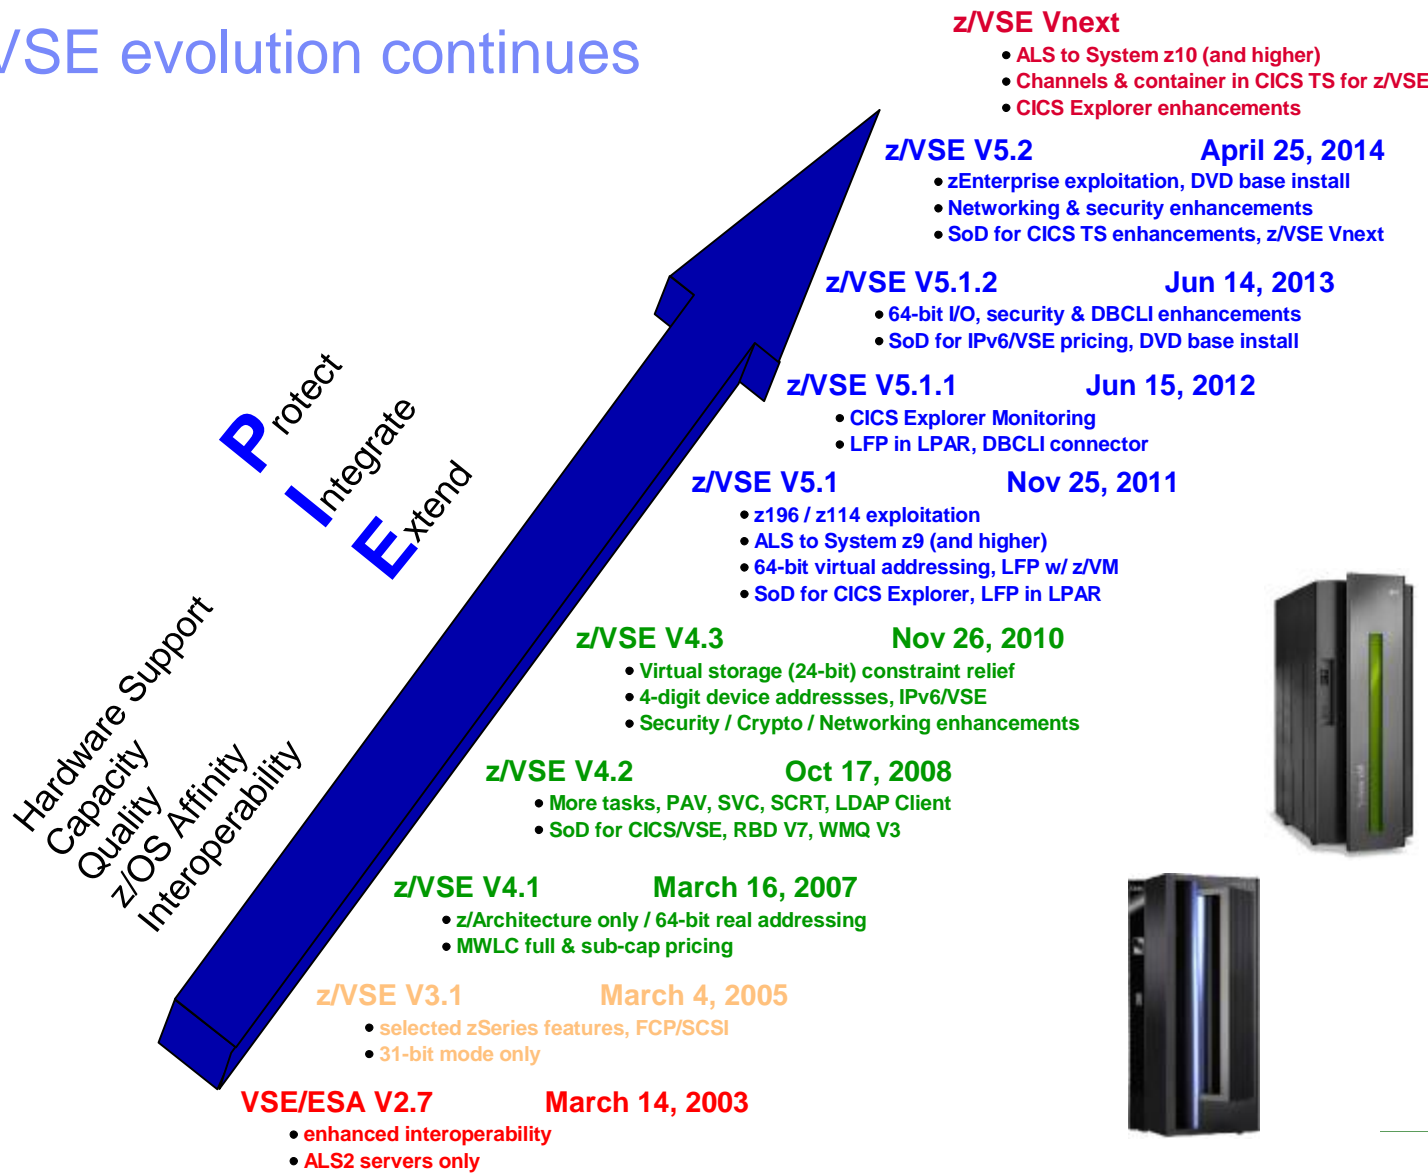 VSE evolution continues
z/VSE Vnext
• ALS to System z10 (and higher)
• Channels & container in CICS TS for z/VSE
• CICS Explorer enhancements
z/VSE V5.2 April 25, 2014
• zEnterprise exploitation, DVD base install
• Networking & security enhancements
• SoD for CICS TS enhancements, z/VSE Vnext
z/VSE V5.1.2 Jun 14, 2013
• 64-bit I/O, security & DBCLI enhancements
• SoD for IPv6/VSE pricing, DVD base install
z/VSE V5.1.1 Jun 15, 2012
• CICS Explorer Monitoring
• LFP in LPAR, DBCLI connector
z/VSE V5.1 Nov 25, 2011
• z196 / z114 exploitation
• ALS to System z9 (and higher)
• 64-bit virtual addressing, LFP w/ z/VM
• SoD for CICS Explorer, LFP in LPAR
z/VSE V4.3 Nov 26, 2010
• Virtual storage (24-bit) constraint relief
• 4-digit device addressses, IPv6/VSE
• Security / Crypto / Networking enhancements
z/VSE V4.2 Oct 17, 2008
• More tasks, PAV, SVC, SCRT, LDAP Client
• SoD for CICS/VSE, RBD V7, WMQ V3
z/VSE V4.1 March 16, 2007
• z/Architecture only / 64-bit real addressing
• MWLC full & sub-cap pricing
z/VSE V3.1 March 4, 2005
• selected zSeries features, FCP/SCSI
• 31-bit mode only
VSE/ESA V2.7 March 14, 2003
• enhanced interoperability
• ALS2 servers only
Protect
Integrate
Extend
Hardware Support
Capacity
Quality
z/OS Affinity
Interoperability